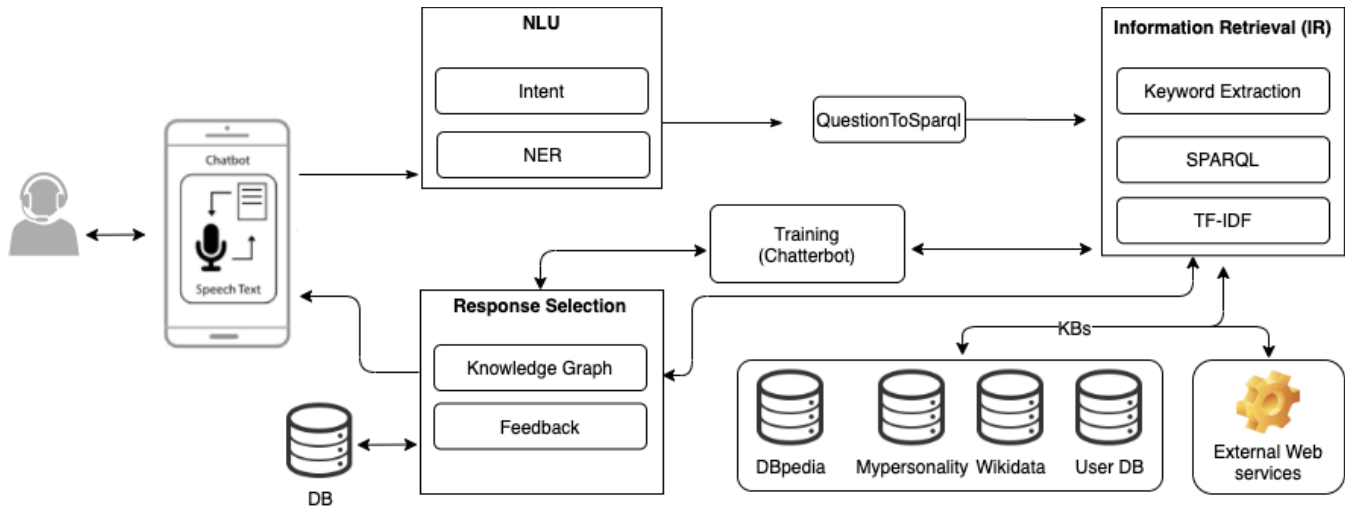 NLU
Intent
NER
QuestionToSparql
Information Retrieval (IR)
Keyword Extraction
SPARQL
TF-IDF
Chatbot
Speech Text
Training
(Chatterbot)
Response Selection
Knowledge Graph
Feedback
DB
KBs
DBpedia
Mypersonality
Wikidata
User DB
External Web
services